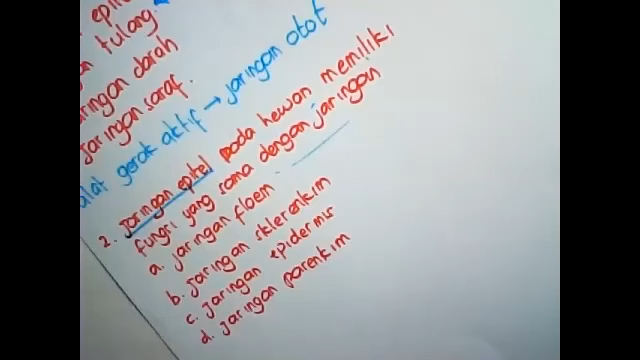 epite
tulang
jaringan darah
jaringan saraf.
alat gerak aktif → jaringan otot
2. jaringan epitel pada hewan memiliki
fungsi yang sama dengan jaringan
a. jaringan floem
b. jaringan sklerenkim
c. jaringan epidermis
d. jaringan parenkim